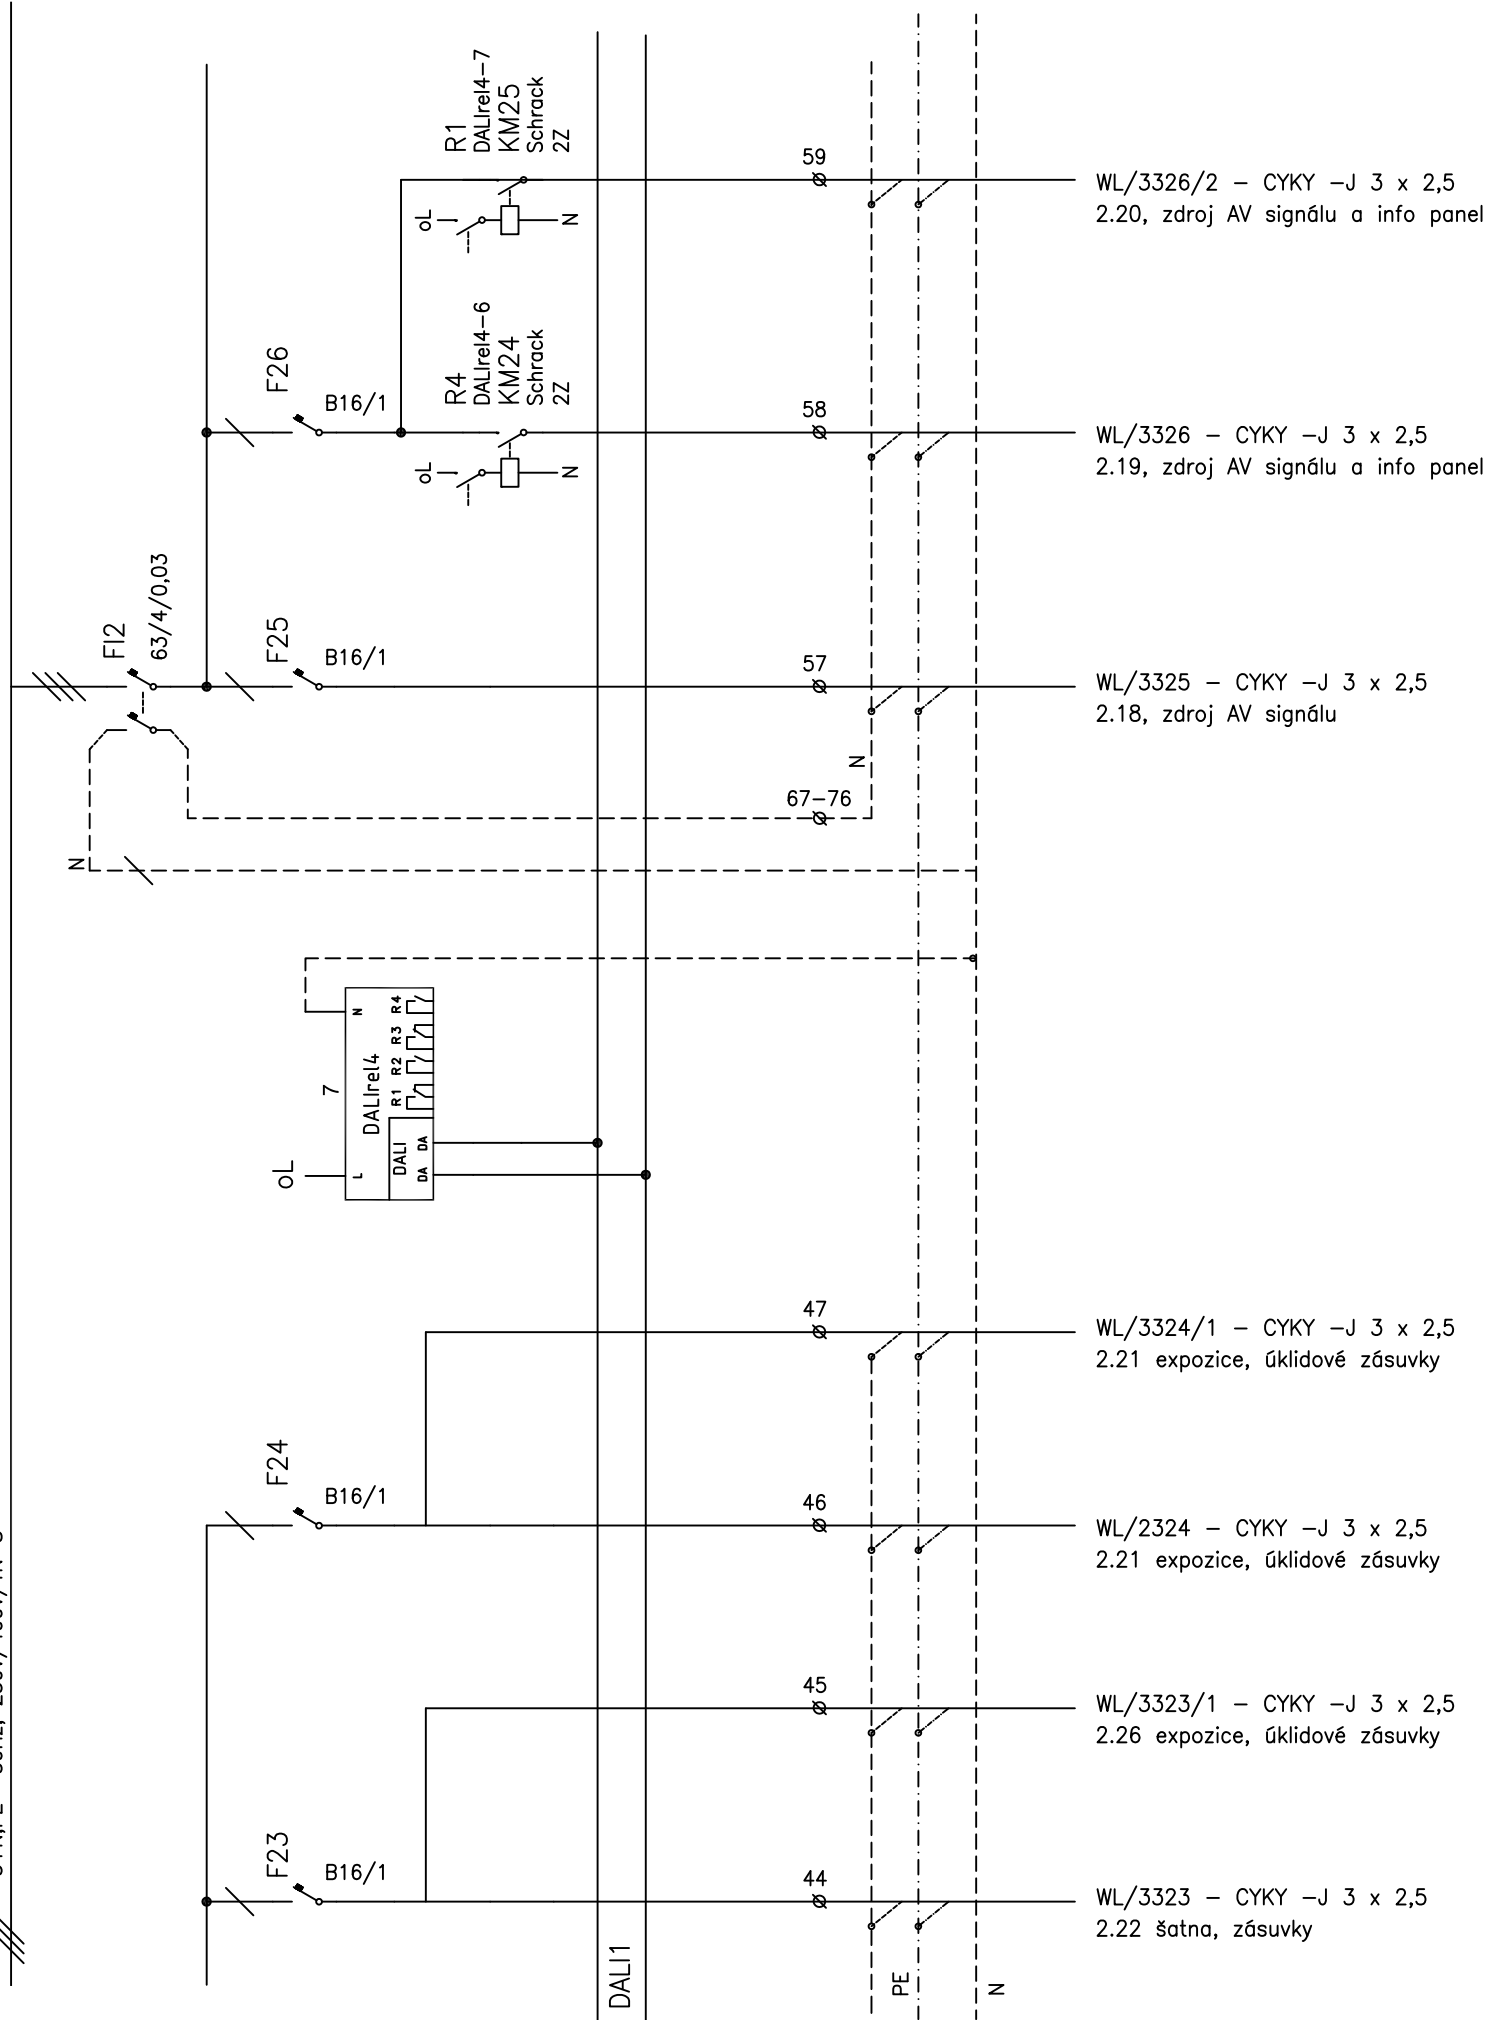 R1
DALIrel4-7
KM25
Schrack
2Z
59
WL/3326/2 - CYKY -J 3 x 2,5
2.20, zdroj AV signálu a info panel
oL
N
F26
B16/1
R4
DALIrel4-6
KM24
Schrack
2Z
58
WL/3326 - CYKY -J 3 x 2,5
2.19, zdroj AV signálu a info panel
oL
N
FI2
63/4/0,03
F25
B16/1
57
WL/3325 - CYKY -J 3 x 2,5
2.18, zdroj AV signálu
N
67-76
N
7
DALIrel4
N
L
R1 R2 R3 R4
DALI
DA DA
oL
47
WL/3324/1 - CYKY -J 3 x 2,5
2.21 expozice, úklidové zásuvky
F24
B16/1
46
WL/2324 - CYKY -J 3 x 2,5
2.21 expozice, úklidové zásuvky
45
WL/3323/1 - CYKY -J 3 x 2,5
2.26 expozice, úklidové zásuvky
F23
B16/1
44
WL/3323 - CYKY -J 3 x 2,5
2.22 šatna, zásuvky
DALI1
PE
N